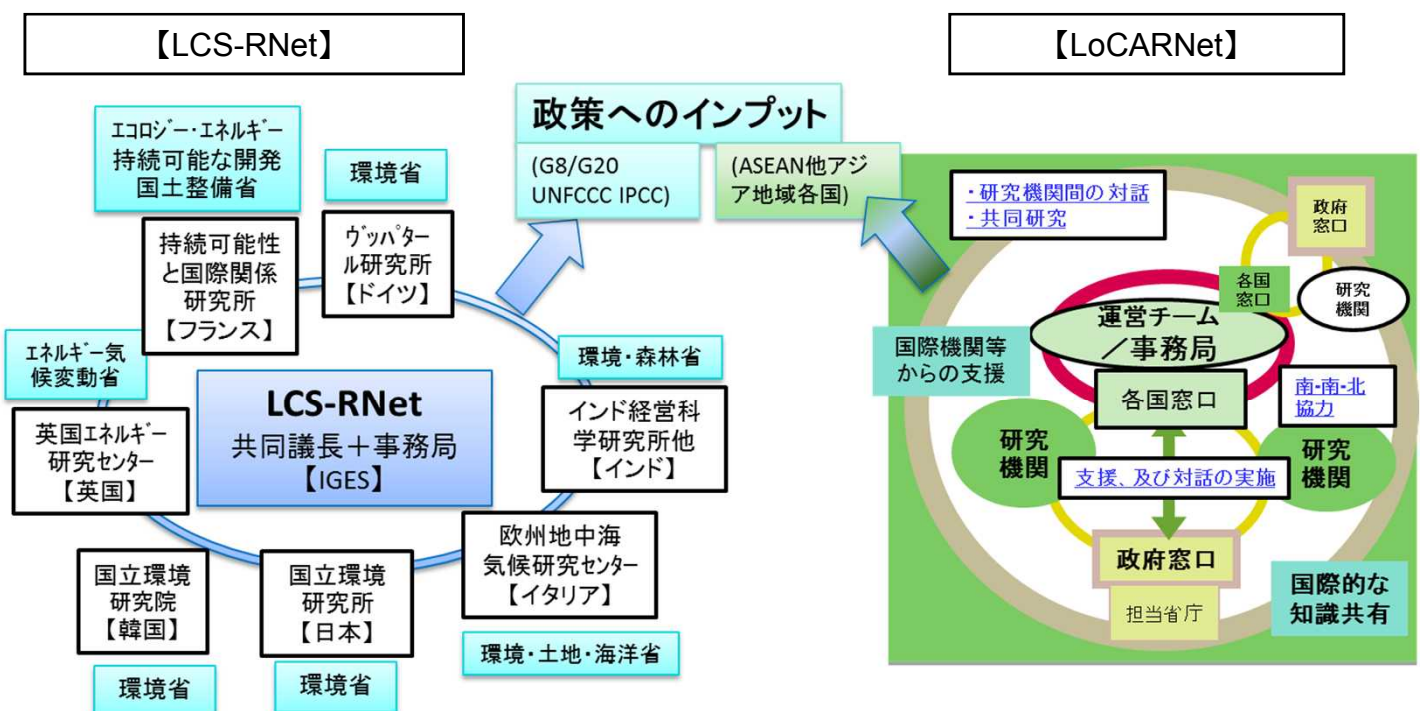 【LCS-RNet】
【LoCARNet】
政策へのインプット
(G8/G20
UNFCCC IPCC)
(ASEAN他アジ
ア地域各国)
ｴｺﾛｼﾞｰ・ｴﾈﾙｷﾞｰ
持続可能な開発
国土整備省
環境省
持続可能性
と国際関係
研究所
【フランス】
ｳﾞｯﾊﾟﾀｰ
ル研究所
【ドイツ】
ｴﾈﾙｷﾞｰ気
候変動省
英国ｴﾈﾙｷﾞｰ
研究ｾﾝﾀｰ
【英国】
LCS-RNet
共同議長＋事務局
【IGES】
環境・森林省
インド経営科
学研究所他
【インド】
欧州地中海
気候研究ｾﾝﾀｰ
【イタリア】
環境・土地・海洋省
国立環境
研究院
【韓国】
環境省
国立環境
研究所
【日本】
環境省
・研究機関間の対話
・共同研究
政府
窓口
各国
窓口
研究
機関
運営チーム
／事務局
各国窓口
国際機関等
からの支援
南-南-北
協力
研究
機関
研究
機関
支援、及び対話の実施
政府窓口
担当省庁
国際的な
知識共有